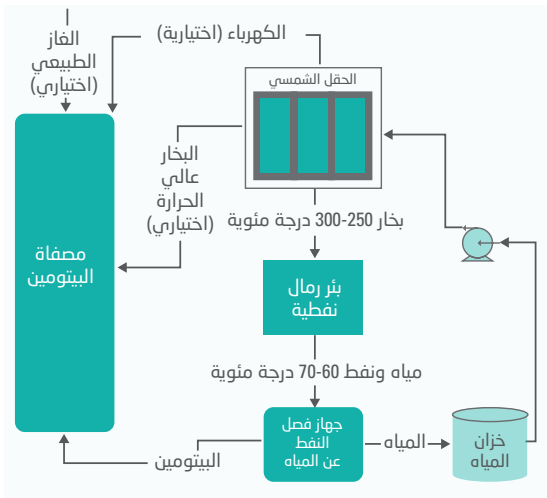 الغاز
الطبيعي
(اختياري)
الكهرباء (اختيارية)
الحقل الشمسي
البخار
عالي
الحرارة
(اختياري)
بخار 250-300 درجة مئوية
مصفاة
البيتومين
بئر رمال
نفطية
مياه ونفط 60-70 درجة مئوية
جهاز فصل
النفط
عن المياه
المياه
خزان
المياه
البيتومين